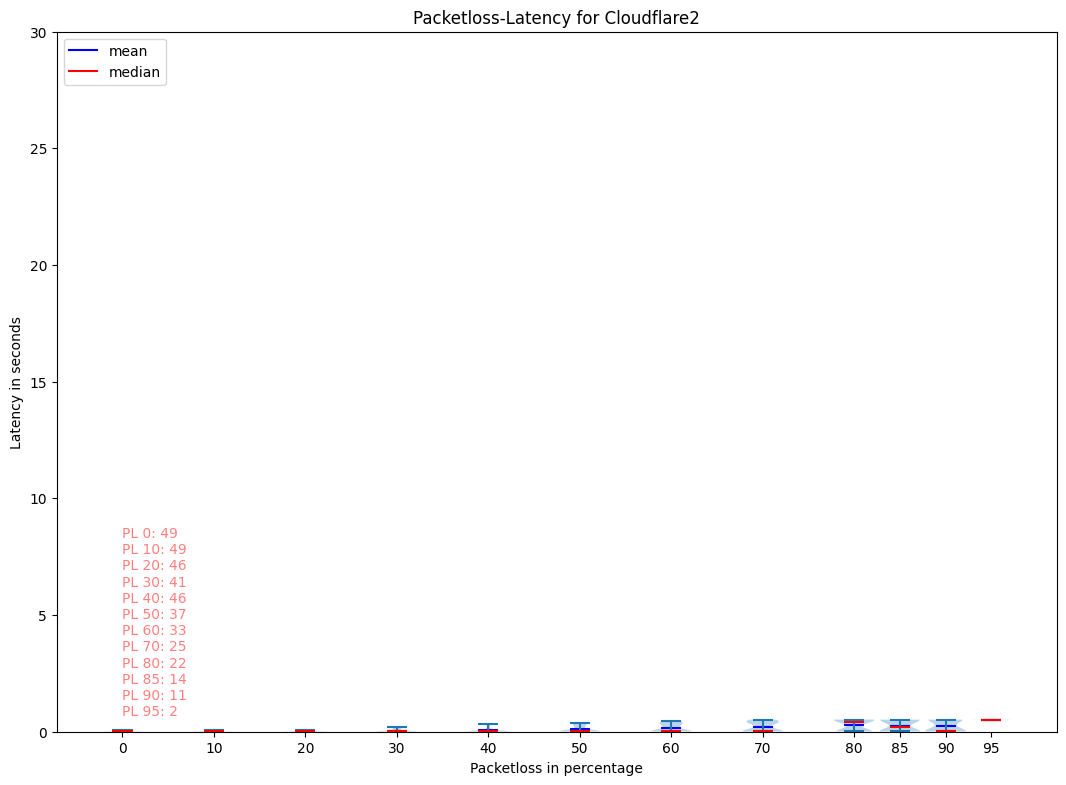 Packetloss-Latency for Cloudflare2
mean
median
30
25
20
15
10
5
0
Latency in seconds
PL 0: 49
PL 10: 49
PL 20: 46
PL 30: 41
PL 40: 46
PL 50: 37
PL 60: 33
PL 70: 25
PL 80: 22
PL 85: 14
PL 90: 11
PL 95: 2
0 10 20 30 40 50 60 70 80 85 90 95
Packetloss in percentage